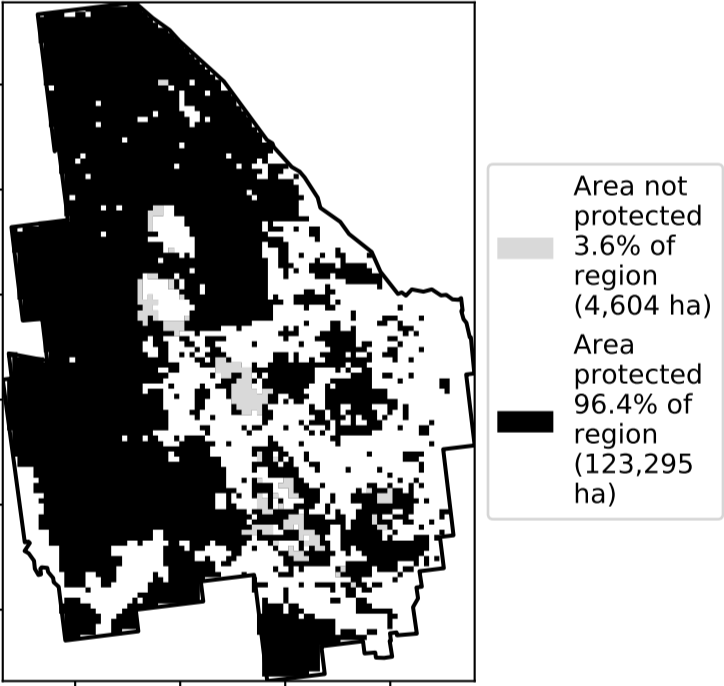 Area not
protected
3.6% of
region
(4,604 ha)
Area
protected
96.4% of
region
(123,295
ha)